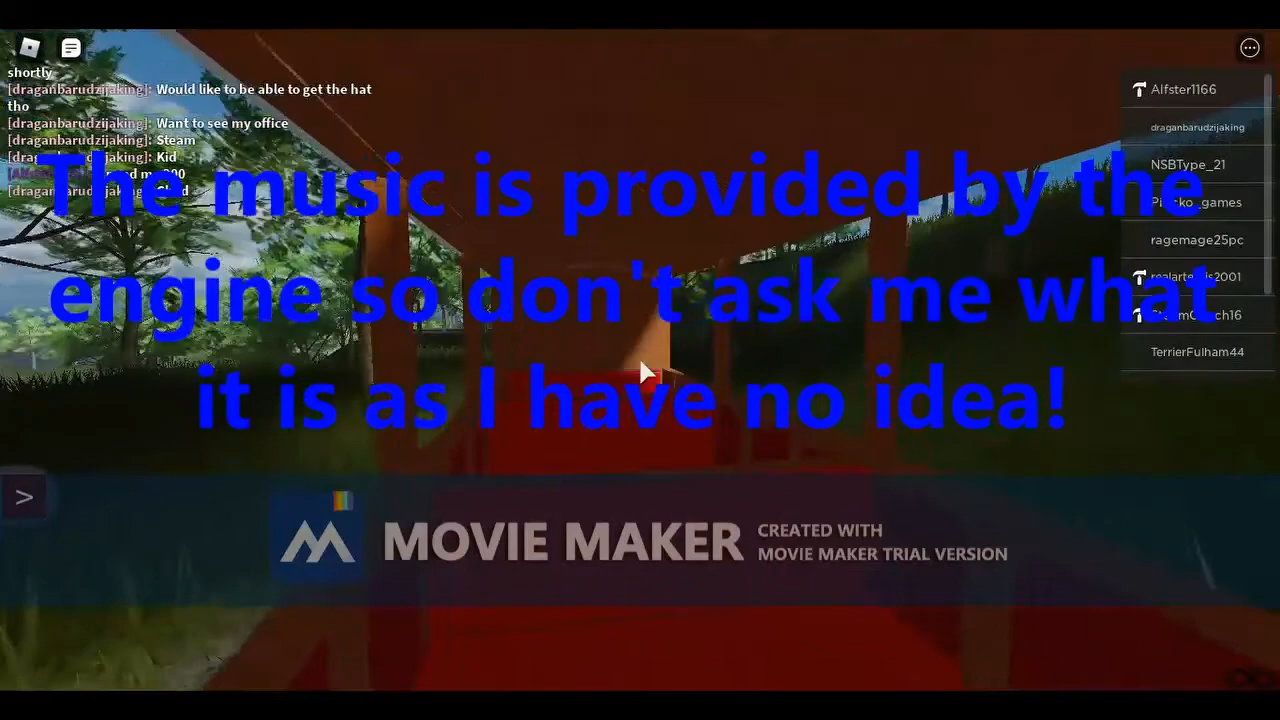 shortly
[draganbarudzijaking]: Would like to be able to get the hat
tho
[draganbarudzijaking]: Want to see my office
[draganbarudzijaking]: Steam
[draganbarudzijaking]: Kid
[draganbarudzijaking]:
The music is provided by the
engine so don't ask me what
it is as I have no idea!
Alfster1166
draganbarudzijaking
NSBType_21
ragemage25pc
TerrierFulham44
>
MOVIE MAKER
CREATED WITH
MOVIE MAKER TRIAL VERSION